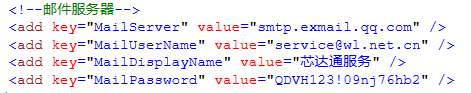 <!--邮件服务器-->
<add key="MailServer" value="smtp.exmail.qq.com" />
<add key="MailUserName" value="service@wl.net.cn" />
<add key="MailDisplayName" value="芯达通服务" />
<add key="MailPassword" value="QDVH123!09nj76hb2" />